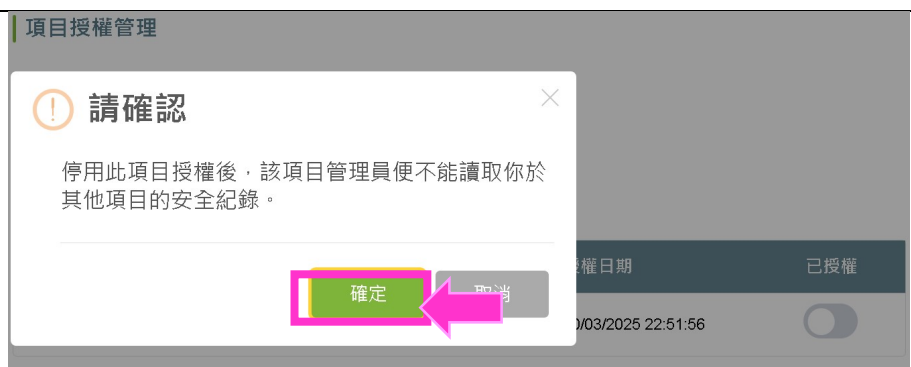 項目授權管理
請確認
停用此項目授權後，該項目管理員便不能讀取你於
其他項目的安全紀錄。
確定
取消
權日期
已授權
/03/2025 22:51:56